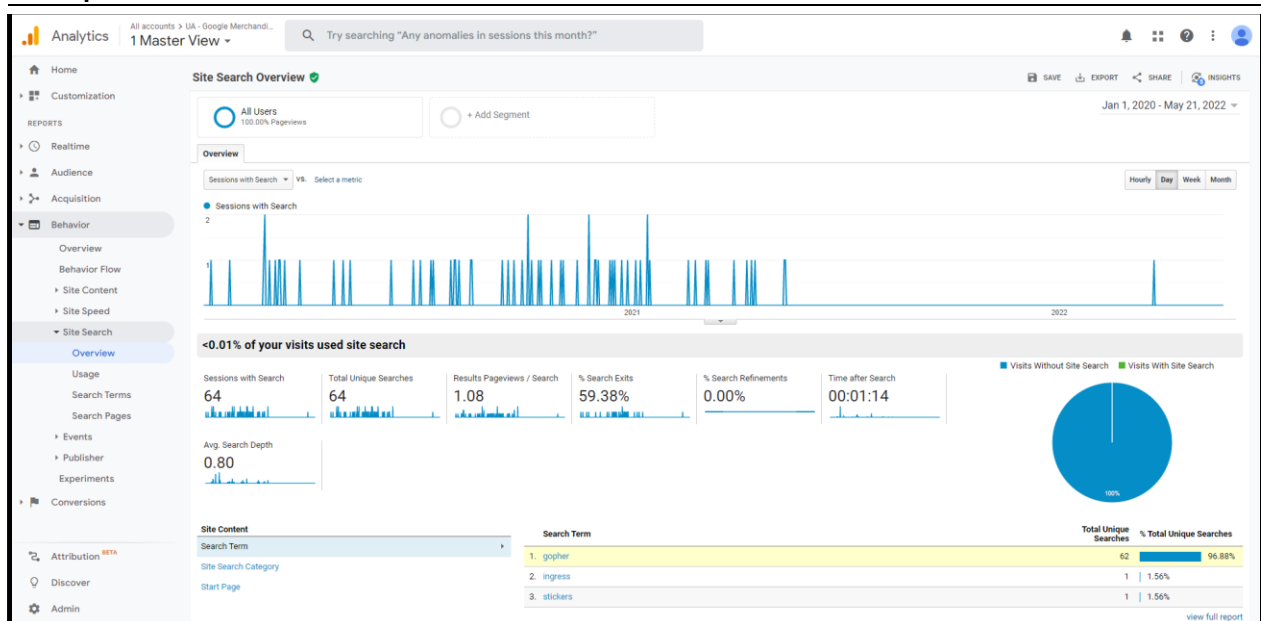 All accounts > UA - Google Merchandi...
Analytics
1 Master View
Try searching “Any anomalies in sessions this month?”
Home
Customization
REPORTS
Realtime
Audience
Acquisition
Behavior
Overview
Behavior Flow
Site Content
Site Speed
Site Search
Overview
Usage
Search Terms
Search Pages
Events
Publisher
Experiments
Conversions
Attribution BETA
Discover
Admin
Site Search Overview
SAVE EXPORT SHARE INSIGHTS
All Users
100.00% Pageviews
+ Add Segment
Jan 1, 2020 - May 21, 2022
Overview
Sessions with Search VS. Select a metric
Hourly Day Week Month
Sessions with Search
2
1
2021 2022
<0.01% of your visits used site search
Visits Without Site Search Visits With Site Search
Sessions with Search
64
Total Unique Searches
64
Results Pageviews / Search
1.08
% Search Exits
59.38%
% Search Refinements
0.00%
Time after Search
00:01:14
Avg. Search Depth
0.80
100%
Site Content
Search Term
Site Search Category
Start Page
Search Term Total Unique Searches % Total Unique Searches
1. gopher 62 96.88%
2. ingress 1 1.56%
3. stickers 1 1.56%
view full report